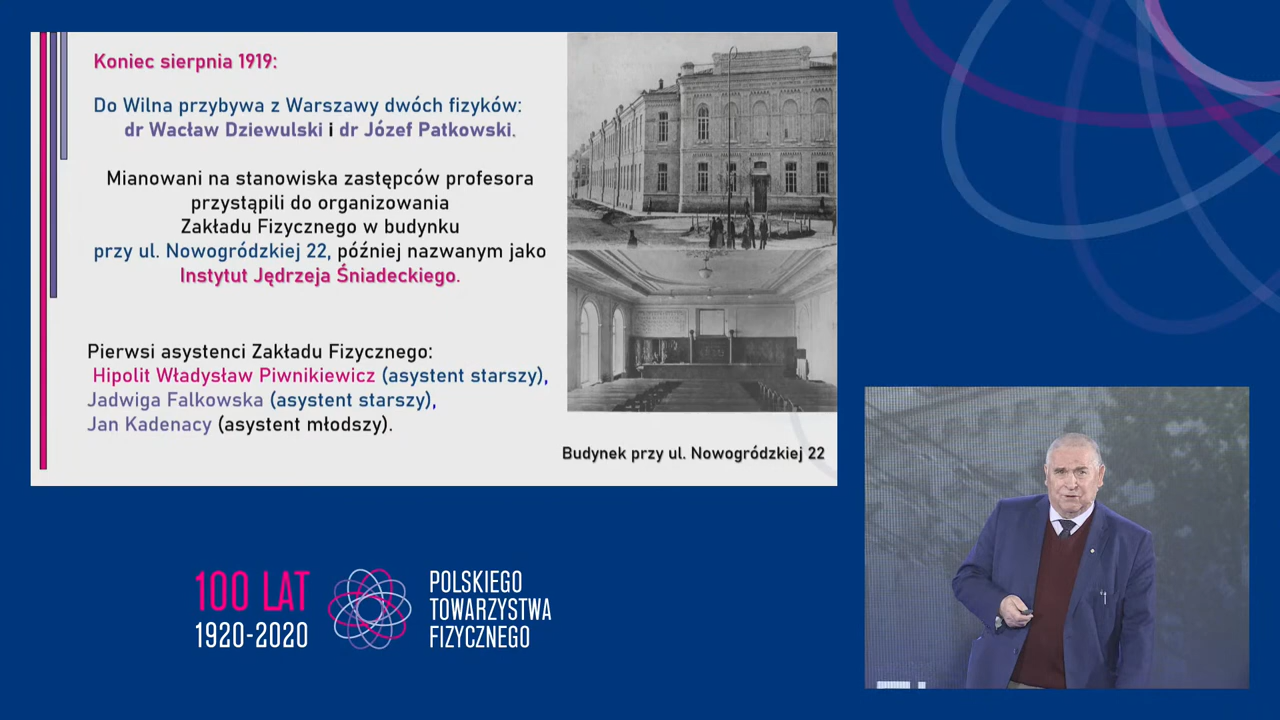 Koniec sierpnia 1919:
Do Wilna przybywa z Warszawy dwóch fizyków:
dr Wacław Dziewulski i dr Józef Patkowski.
Mianowani na stanowiska zastępców profesora
przystąpili do organizowania
Zakładu Fizycznego w budynku
przy ul. Nowogródzkiej 22, później nazwanym jako
Instytut Jędrzeja Śniadeckiego.
Pierwsi asystenci Zakładu Fizycznego:
Hipolit Władysław Piwnikiewicz (asystent starszy),
Jadwiga Falkowska (asystent starszy),
Jan Kadenacy (asystent młodszy).
Budynek przy ul. Nowogródzkiej 22
100 LAT
1920-2020
POLSKIEGO
TOWARZYSTWA
FIZYCZNEGO